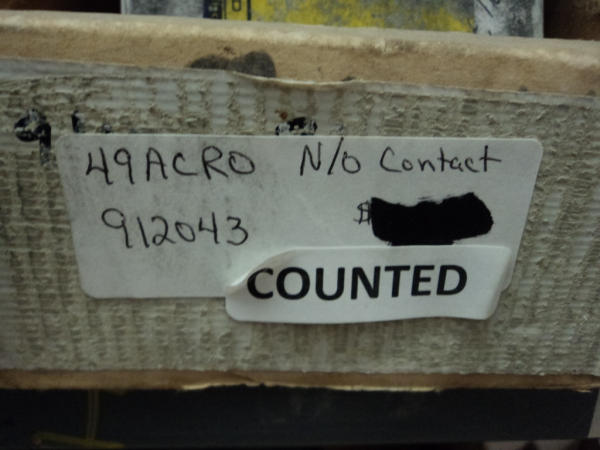 49ACRO N/O Contact
912043 $
COUNTED